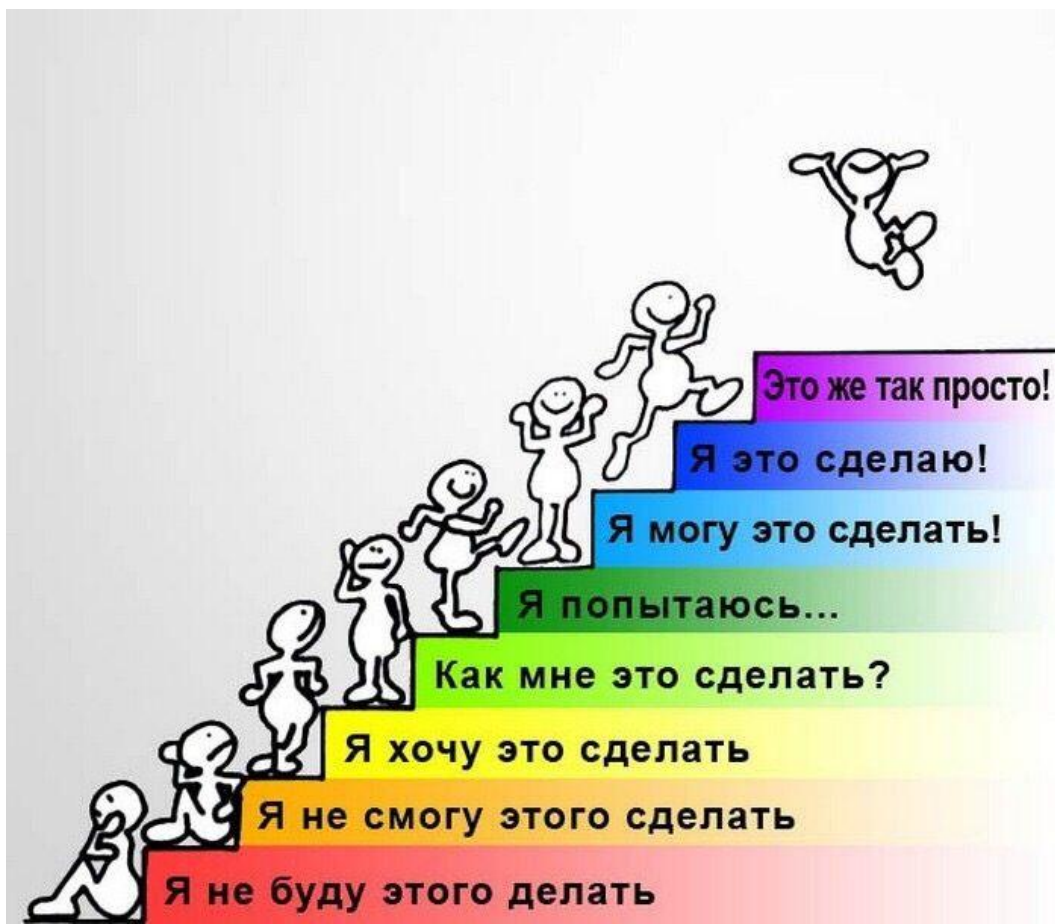 Это же так просто!
Я это сделаю!
Я могу это сделать!
Я попытаюсь...
Как мне это сделать?
Я хочу это сделать
Я не смогу этого сделать
Я не буду этого делать